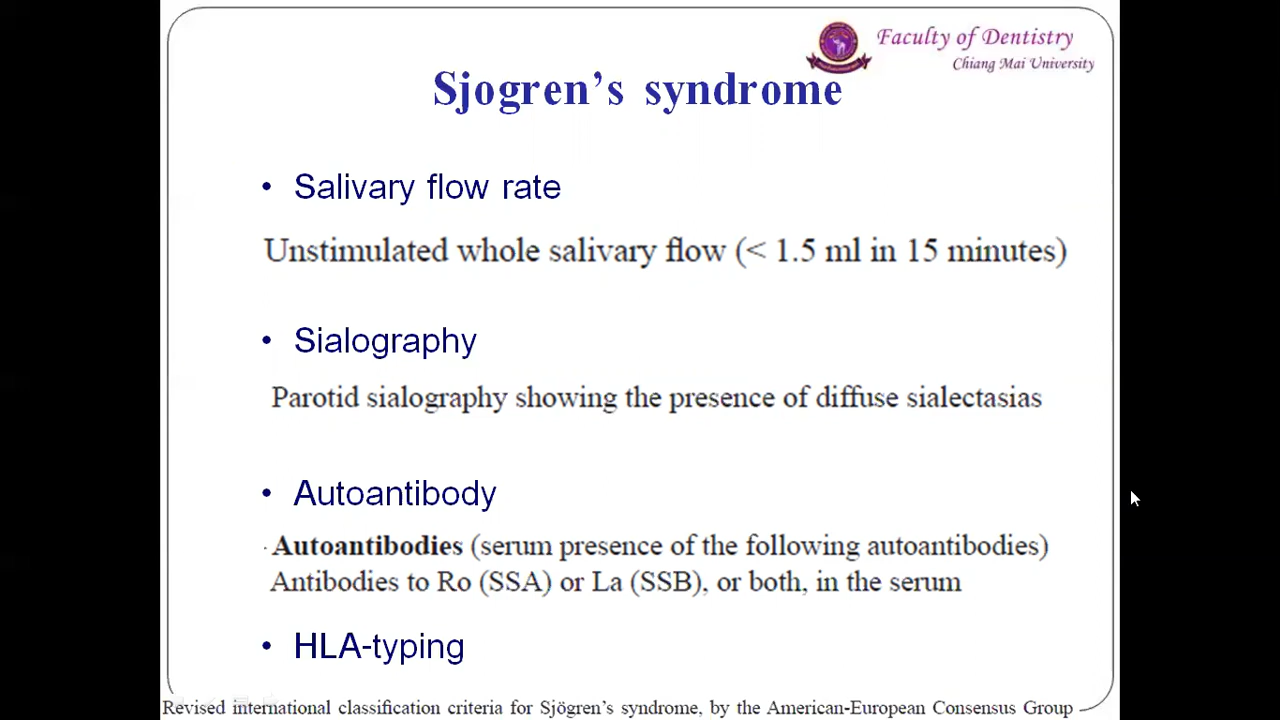 Faculty of Dentistry
Chiang Mai University
Sjogren's syndrome
• Salivary flow rate
Unstimulated whole salivary flow (< 1.5 ml in 15 minutes)
• Sialography
Parotid sialography showing the presence of diffuse sialectasias
• Autoantibody
Autoantibodies (serum presence of the following autoantibodies)
Antibodies to Ro (SSA) or La (SSB), or both, in the serum
• HLA-typing
Revised international classification criteria for Sjögren's syndrome, by the American-European Consensus Group